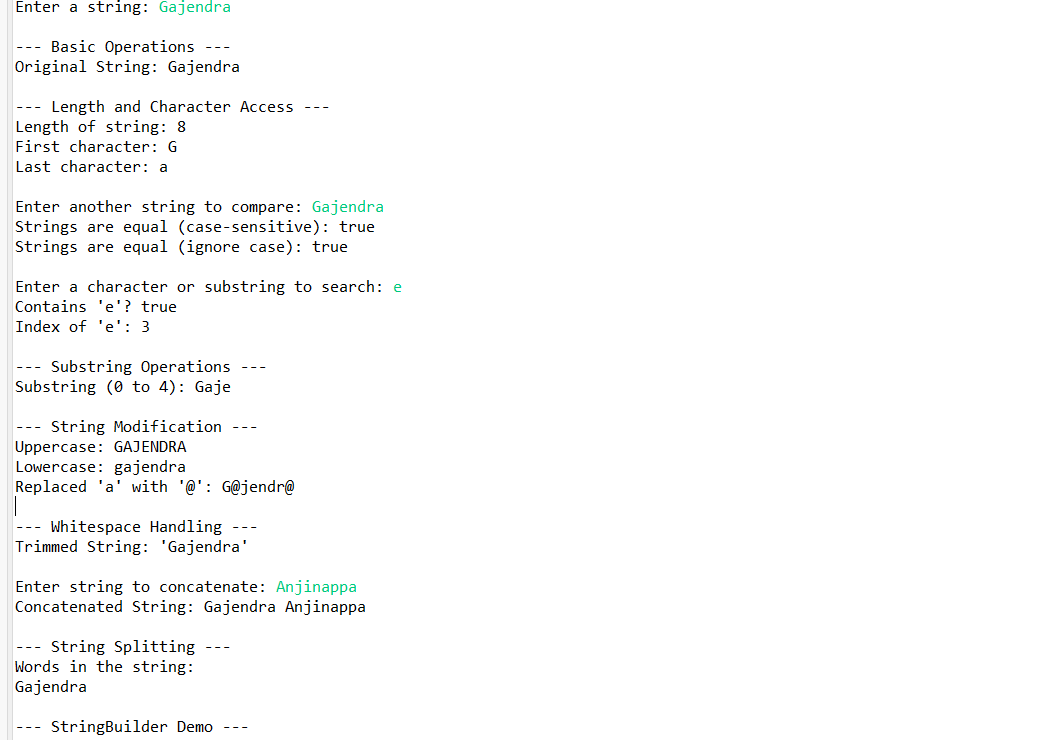 Enter a string: Gajendra
--- Basic Operations ---
Original String: Gajendra
--- Length and Character Access ---
Length of string: 8
First character: G
Last character: a
Enter another string to compare: Gajendra
Strings are equal (case-sensitive): true
Strings are equal (ignore case): true
Enter a character or substring to search: e
Contains 'e'? true
Index of 'e': 3
--- Substring Operations ---
Substring (0 to 4): Gaje
--- String Modification ---
Uppercase: GAJENDRA
Lowercase: gajendra
Replaced 'a' with '@': G@jendr@
--- Whitespace Handling ---
Trimmed String: 'Gajendra'
Enter string to concatenate: Anjinappa
Concatenated String: Gajendra Anjinappa
--- String Splitting ---
Words in the string:
Gajendra
--- StringBuilder Demo ---